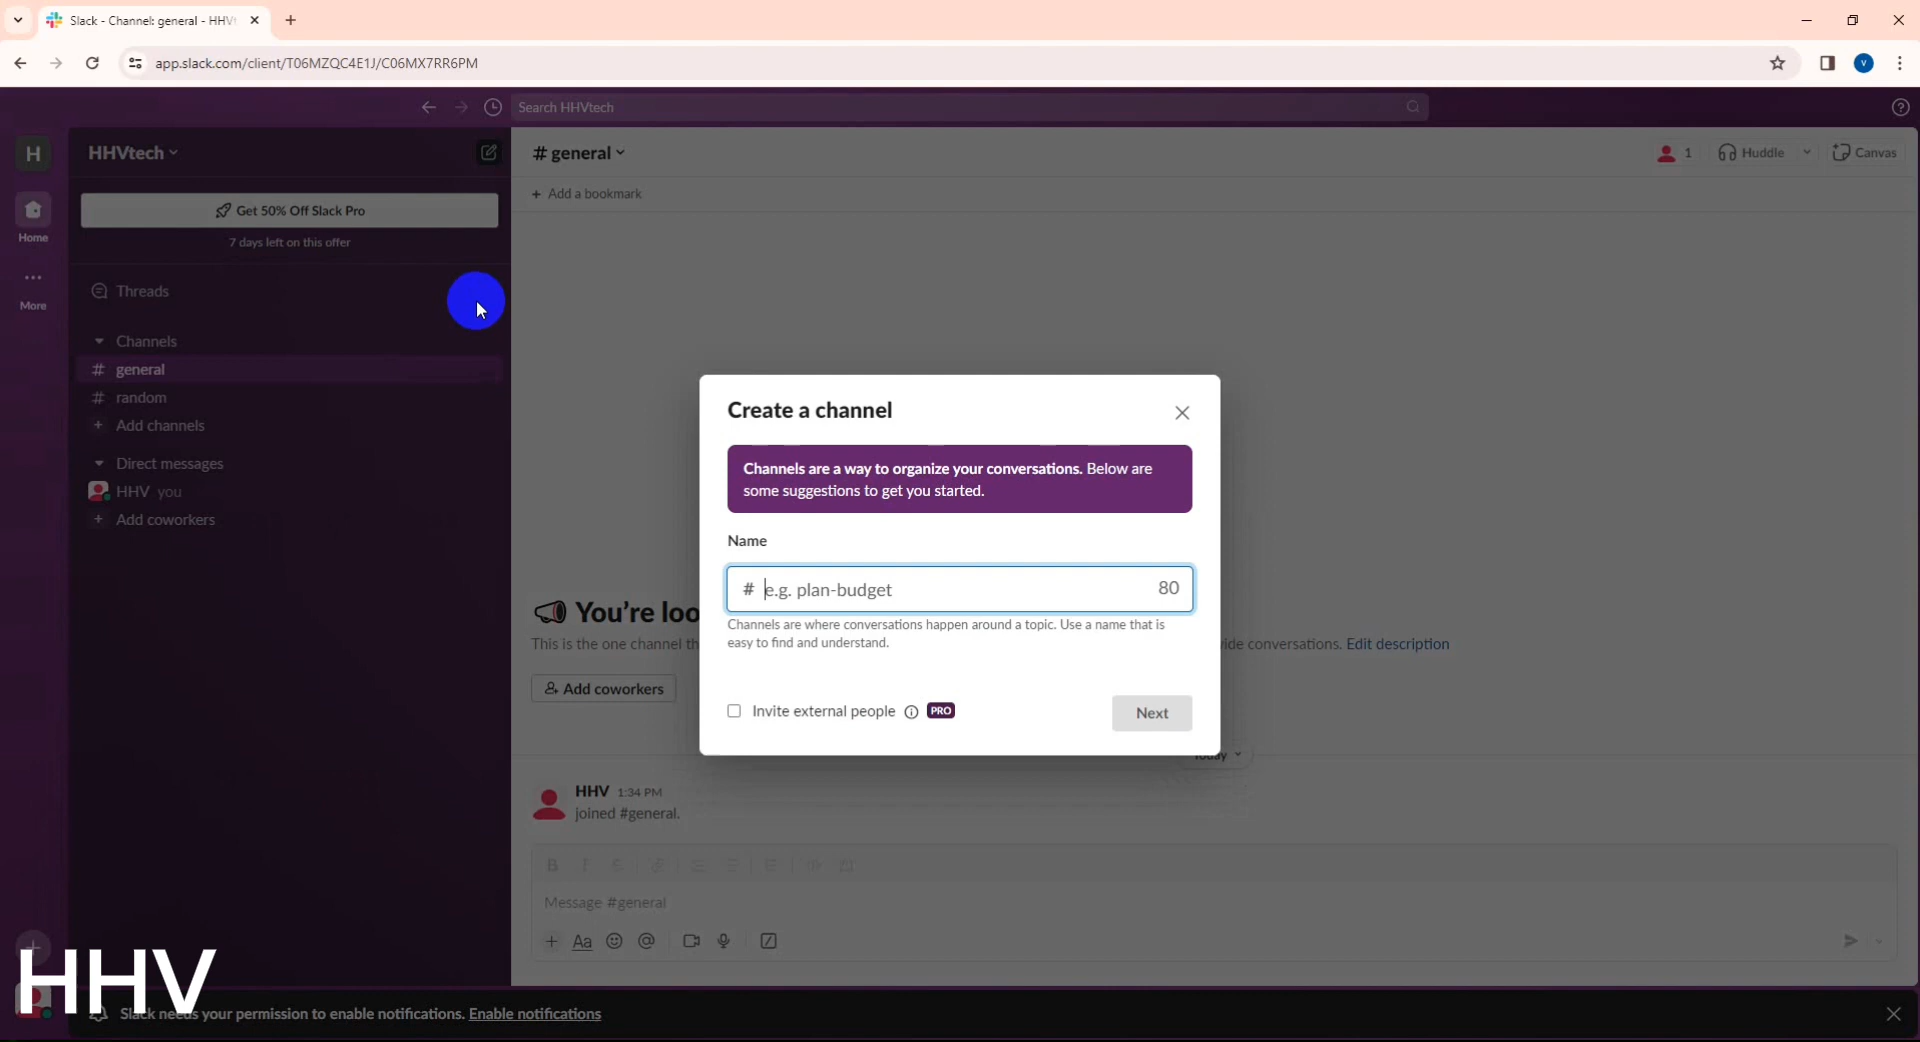 Slack - Channel: general - HHV
app.slack.com/client/T06MZQC4E1J/C06MX7RR6PM
Search HHVtech
H
HHVtech
# general
1
Huddle
Canvas
Get 50% Off Slack Pro
7 days left on this offer
+ Add a bookmark
Home
More
Threads
Channels
# general
# random
+ Add channels
Direct messages
HHV you
+ Add coworkers
Create a channel
Channels are a way to organize your conversations. Below are
some suggestions to get you started.
Name
# e.g. plan-budget 80
Channels are where conversations happen around a topic. Use a name that is
easy to find and understand.
Invite external people PRO
Next
You're loo
This is the one channel th
ide conversations. Edit description
Add coworkers
Today
HHV 1:34 PM
joined #general.
B I S
Message #general
+ Aa @
HHV
Slack needs your permission to enable notifications. Enable notifications
V